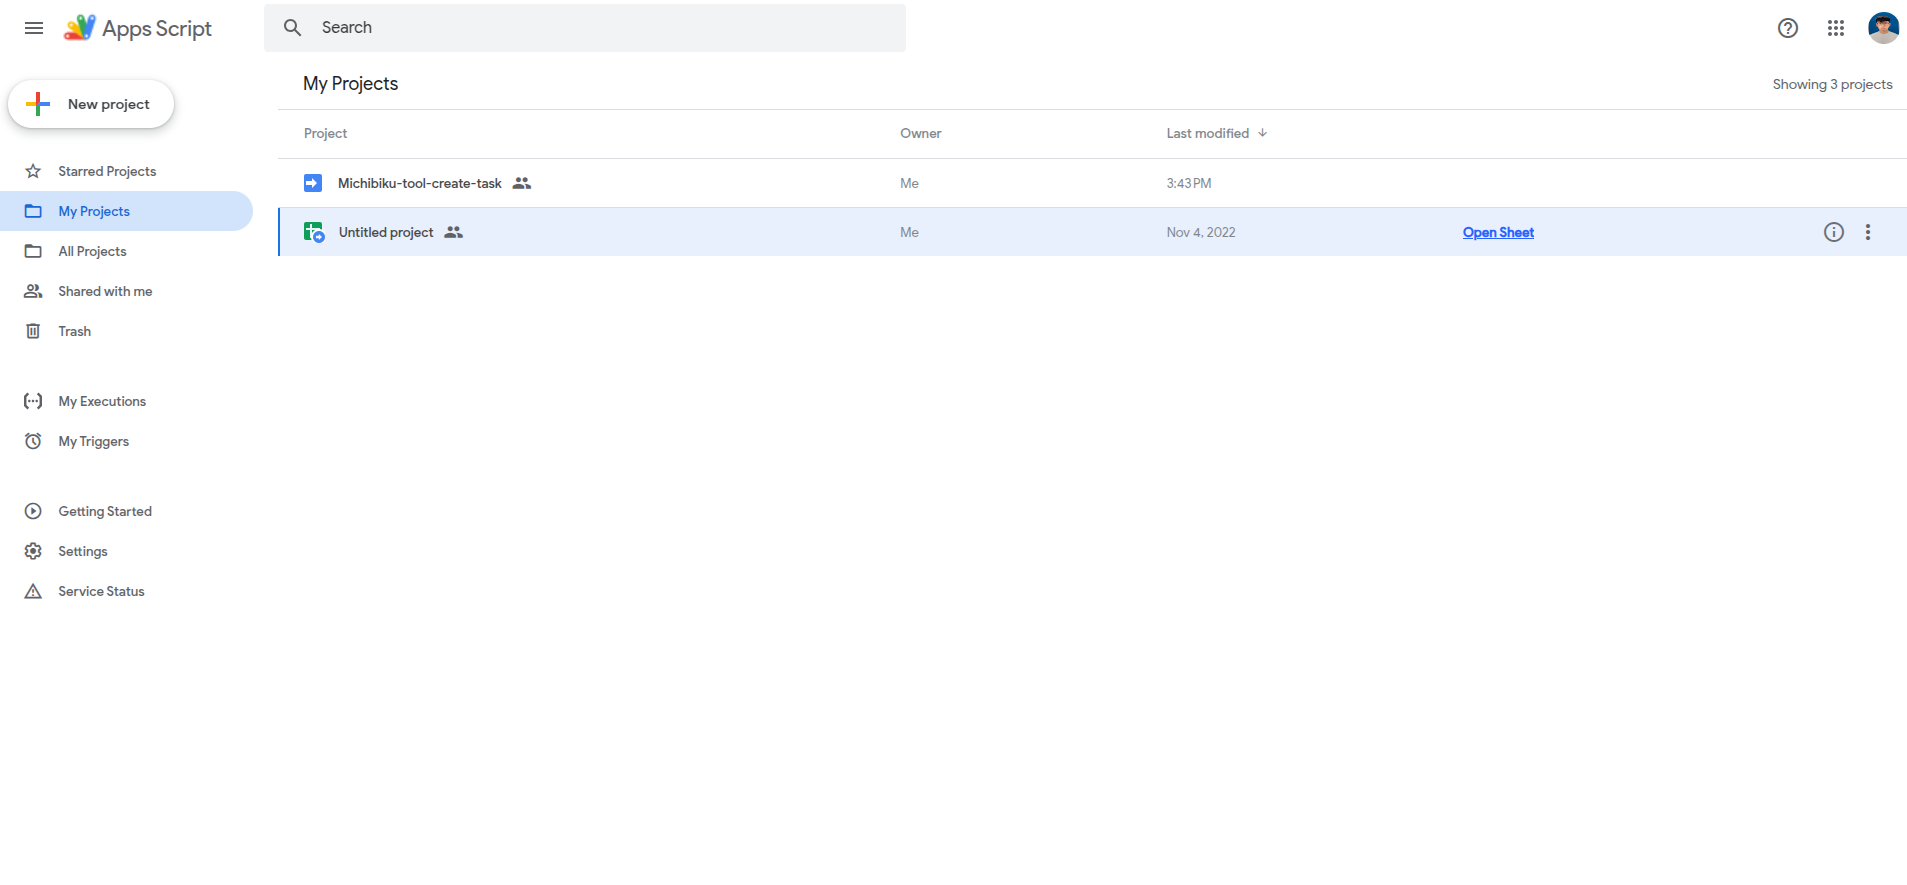 Apps Script
Search
New project
My Projects
Showing 3 projects
Project Owner Last modified
Starred Projects
My Projects
All Projects
Shared with me
Trash
My Executions
My Triggers
Getting Started
Settings
Service Status
Michibiku-tool-create-task Me 3:43 PM
Untitled project Me Nov 4, 2022 Open Sheet